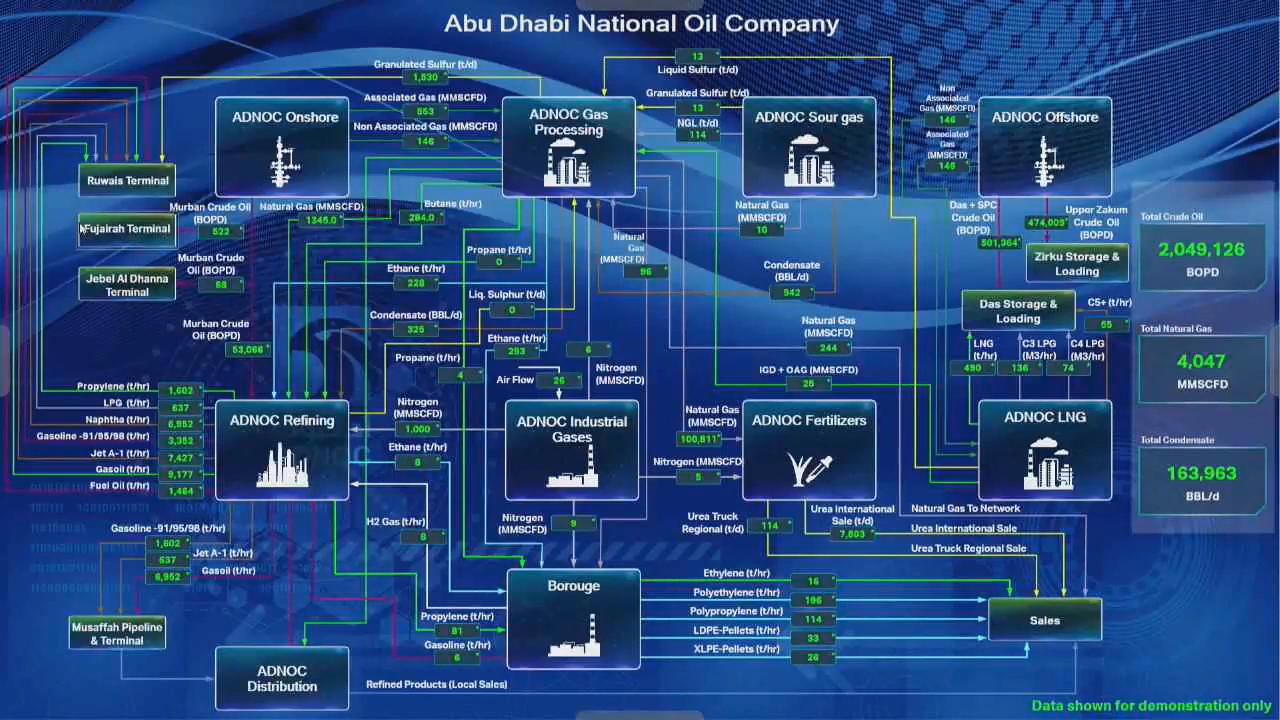 Abu Dhabi National Oil Company
Granulated Sulfur (t/d)
1,530
13
Liquid Sulfur (t/d)
Granulated Sulfur (t/d)
13
NGL (t/d)
114
Associated Gas (MMSCFD)
553
Non Associated Gas (MMSCFD)
146
ADNOC Onshore
ADNOC Gas
Processing
ADNOC Sour gas
Non
Associated
Gas (MMSCFD)
146
Associated
Gas
(MMSCFD)
146
ADNOC Offshore
Ruwais Terminal
Fujairah Terminal
Jebel Al Dhanna
Terminal
Murban Crude
Oil (BOPD)
522
Murban Crude
Oil (BOPD)
68
Murban Crude
Oil (BOPD)
53,066
Natural Gas (MMSCFD)
1345.0
Butane (t/hr)
284.0
Propane (t/hr)
0
Ethane (t/hr)
228
Liq. Sulphur (t/d)
0
Condensate (BBL/d)
325
Ethane (t/hr)
293
Propane (t/hr)
4
Air Flow
26
6
Nitrogen
(MMSCFD)
Natural
Gas
(MMSCFD)
96
Natural Gas
(MMSCFD)
10
Condensate
(BBL/d)
942
Natural Gas
(MMSCFD)
244
IGD + OAG (MMSCFD)
25
Das + SPC
Crude Oil
(BOPD)
501,964
474,009
Upper Zakum
Crude Oil
(BOPD)
Zirku Storage &
Loading
Das Storage &
Loading
C5+ (t/hr)
55
LNG
(t/hr)
490
C3 LPG
(M3/hr)
136
C4 LPG
(M3/hr)
74
Total Crude Oil
2,049,126
BOPD
Total Natural Gas
4,047
MMSCFD
Total Condensate
163,963
BBL/d
Propylene (t/hr)
1,602
LPG (t/hr)
637
Naphtha (t/hr)
6,952
Gasoline -91/95/98 (t/hr)
3,352
Jet A-1 (t/hr)
7,427
Gasoil (t/hr)
9,177
Fuel Oil (t/hr)
1,464
ADNOC Refining
Nitrogen
(MMSCFD)
1,000
Ethane (t/hr)
8
ADNOC Industrial
Gases
Natural Gas
(MMSCFD)
100,811
Nitrogen (MMSCFD)
5
ADNOC Fertilizers
ADNOC LNG
Gasoline -91/95/98 (t/hr)
1,602
Jet A-1 (t/hr)
637
Gasoil (t/hr)
6,952
H2 Gas (t/hr)
8
Nitrogen
(MMSCFD)
9
Urea Truck
Regional (t/d)
114
Urea International
Sale (t/d)
7,803
Natural Gas To Network
Urea International Sale
Urea Truck Regional Sale
Borouge
Propylene (t/hr)
81
Gasoline (t/hr)
6
Ethylene (t/hr)
16
Polyethylene (t/hr)
196
Polypropylene (t/hr)
114
LDPE-Pellets (t/hr)
33
XLPE-Pellets (t/hr)
26
Sales
Musaffah Pipeline
& Terminal
ADNOC
Distribution
Refined Products (Local Sales)
Data shown for demonstration only